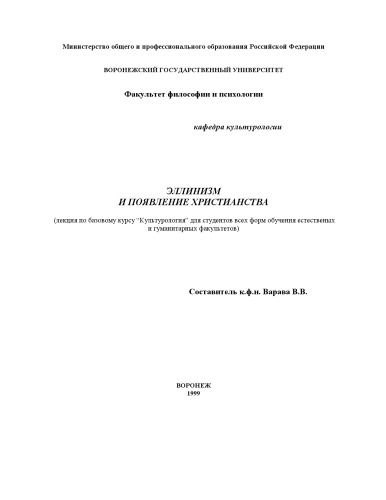 Министерство общего и профессионального образования Российской Федерации
ВОРОНЕЖСКИЙ ГОСУДАРСТВЕННЫЙ УНИВЕРСИТЕТ
Факультет философии и психологии
кафедра культурологии
ЭЛЛИНИЗМ
И ПОЯВЛЕНИЕ ХРИСТИАНСТВА
(лекция по базовому курсу "Культурология" для студентов всех форм обучения естественых
и гуманитарных факультетов)
Составитель к.ф.н. Варава В.В.
ВОРОНЕЖ
1999